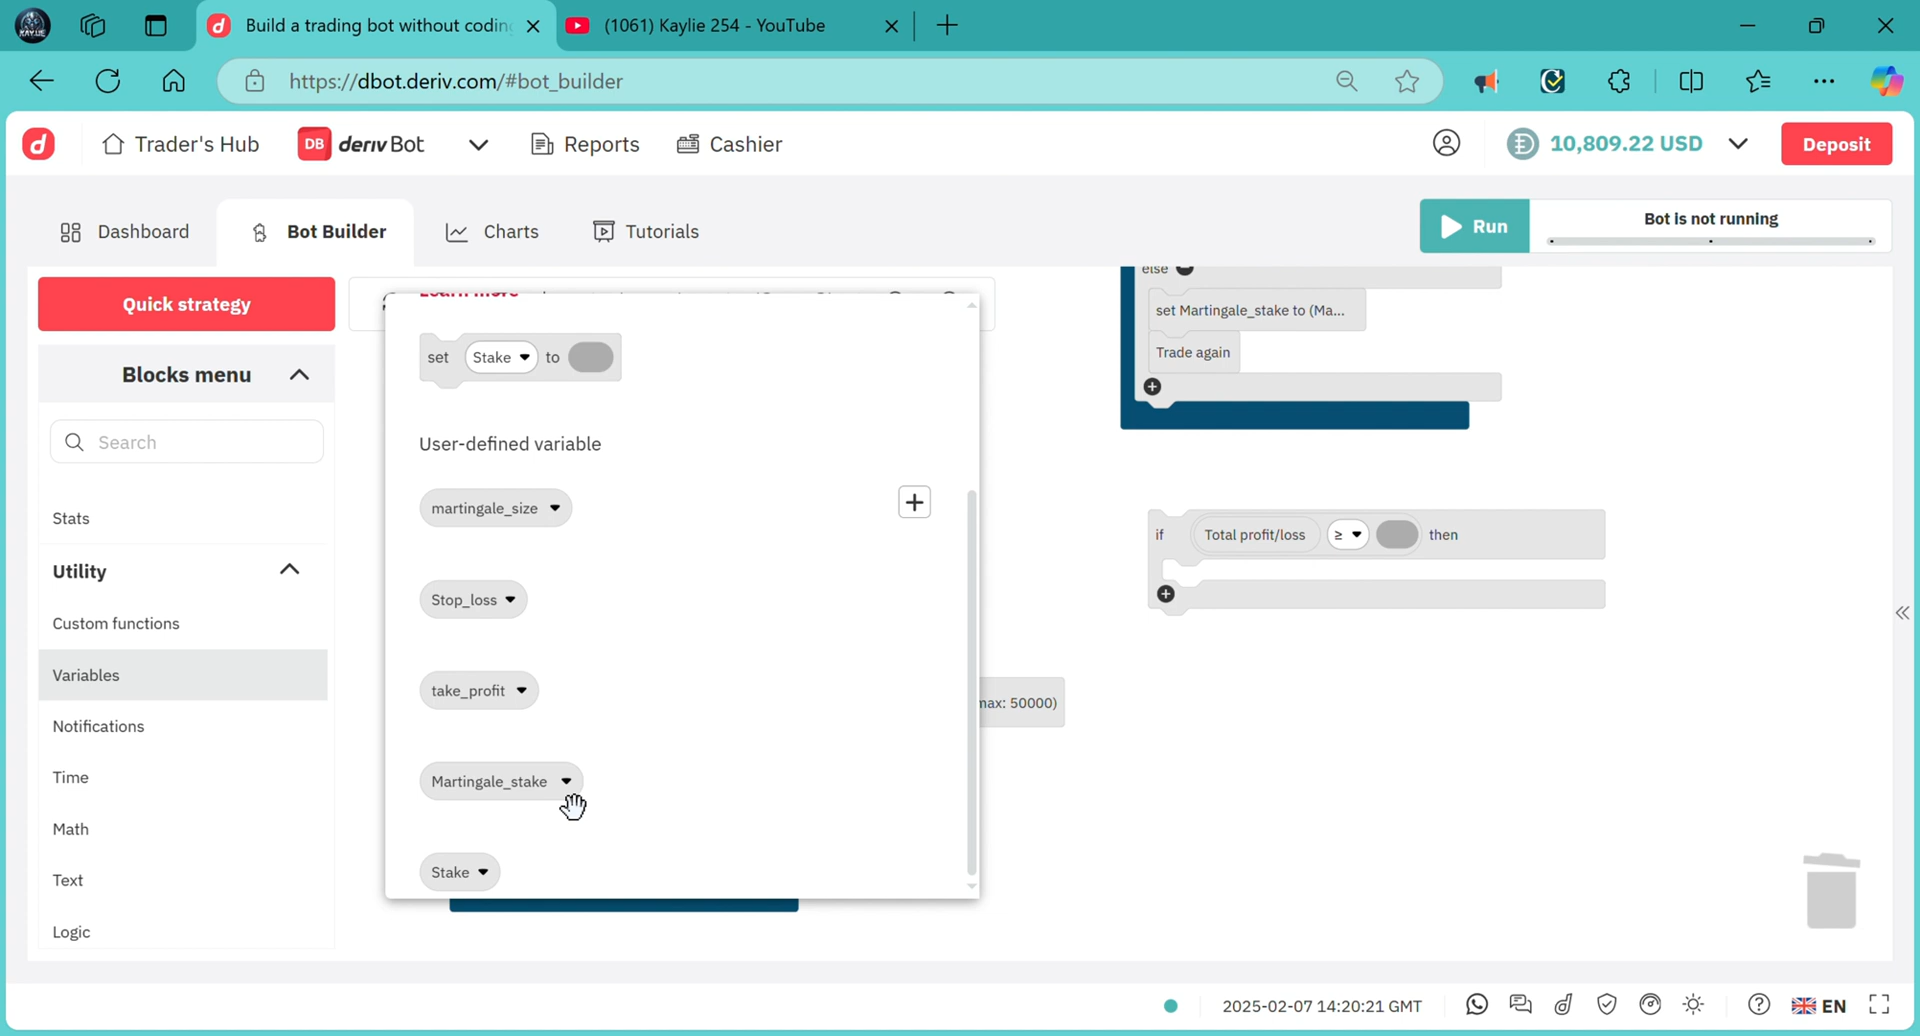 Build a trading bot without coding
(1061) Kaylie 254 - YouTube
https://dbot.deriv.com/#bot_builder
Trader's Hub
DB deriv Bot
Reports
Cashier
10,809.22 USD
Deposit
Dashboard
Bot Builder
Charts
Tutorials
Run
Bot is not running
Quick strategy
Blocks menu
Search
Stats
Utility
Custom functions
Variables
Notifications
Time
Math
Text
Logic
Learn more
set Stake to
User-defined variable
martingale_size
Stop_loss
take_profit
Martingale_stake
Stake
else
set Martingale_stake to (Ma...
Trade again
if Total profit/loss ≥ then
max: 50000)
2025-02-07 14:20:21 GMT
EN